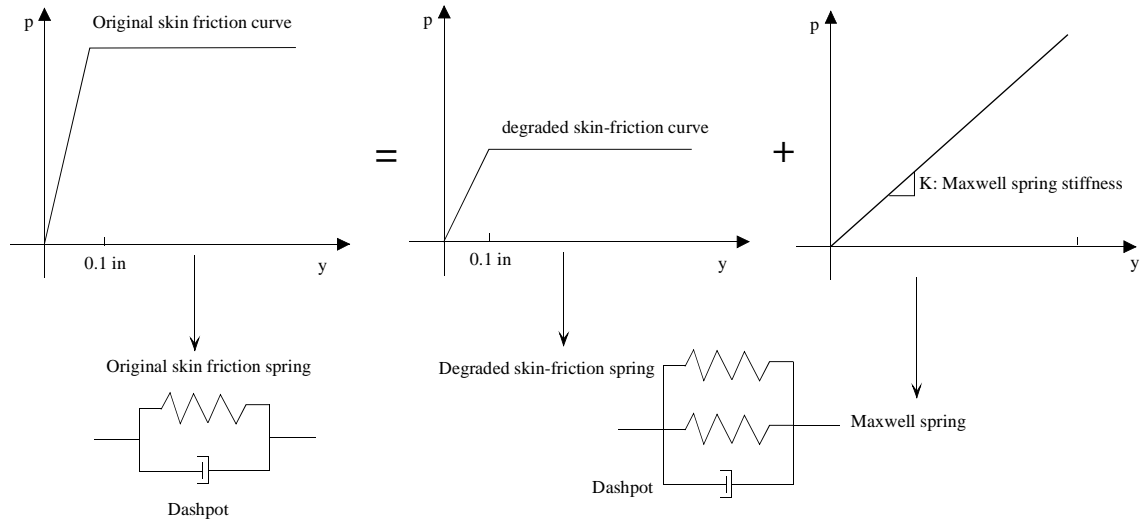 p
Original skin friction curve
0.1 in
y
=
p
degraded skin-friction curve
0.1 in
y
+
p
K: Maxwell spring stiffness
y
Original skin friction spring
Dashpot
Degraded skin-friction spring
Maxwell spring
Dashpot